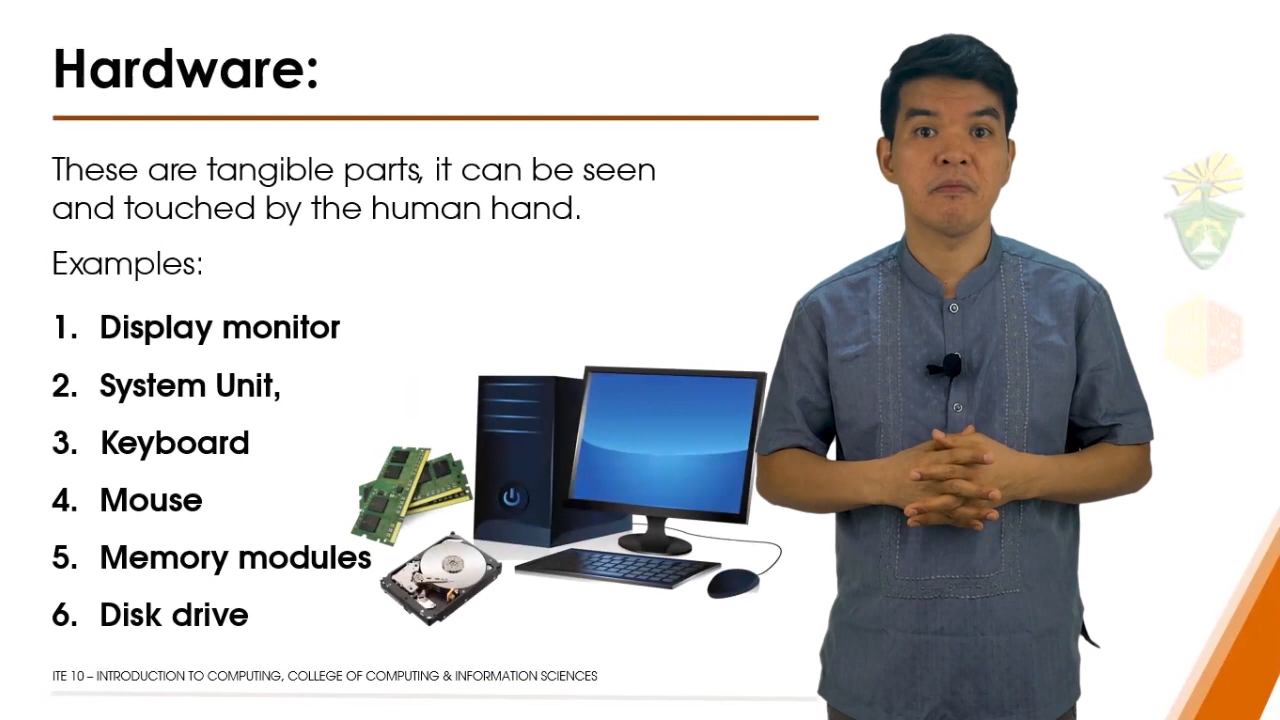 Hardware:
These are tangible parts, it can be seen
and touched by the human hand.
Examples:
1. Display monitor
2. System Unit,
3. Keyboard
4. Mouse
5. Memory modules
6. Disk drive
ITE 10 – INTRODUCTION TO COMPUTING, COLLEGE OF COMPUTING & INFORMATION SCIENCES